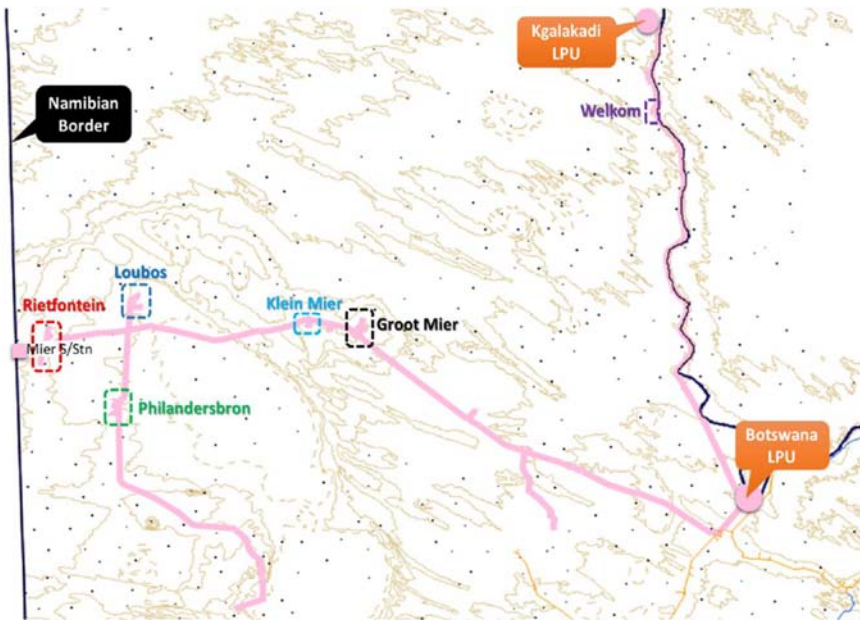 Kgalakadi
LPU
Namibian
Border
Welkom
Loubos
Rietfontein
Klein Mier
Groot Mier
Mier S/Stn
Philandersbron
Botswana
LPU